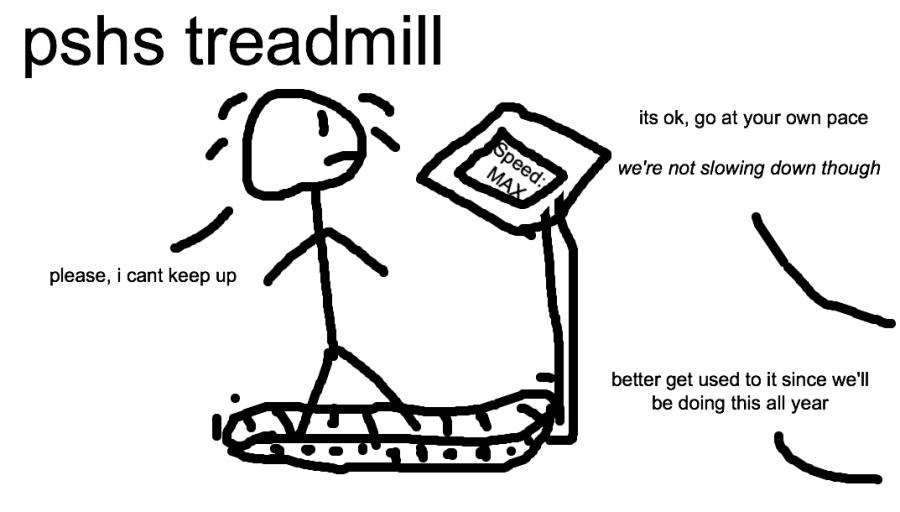 pshs treadmill
its ok, go at your own pace
we're not slowing down though
Speed:
MAX
please, i cant keep up
better get used to it since we'll
be doing this all year